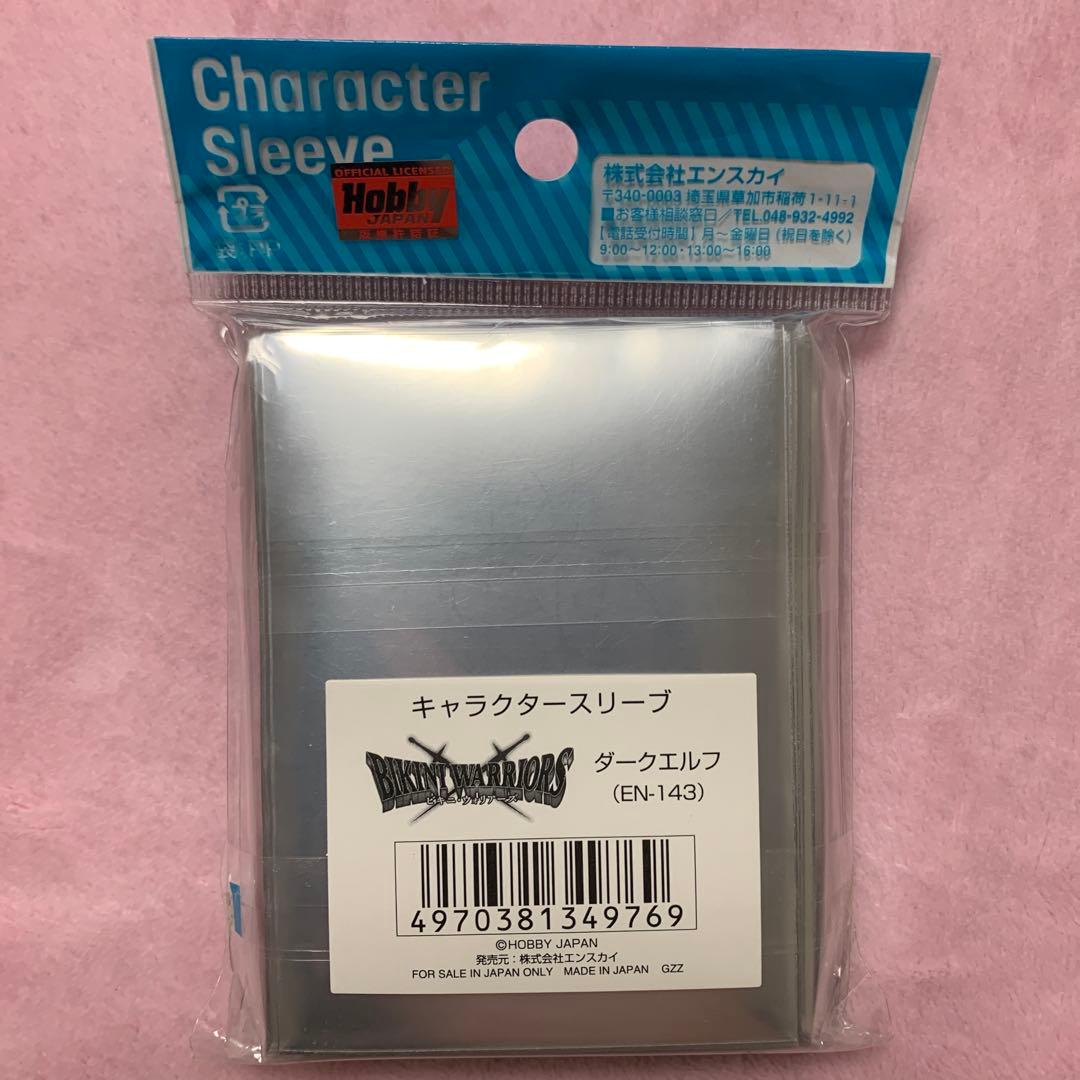 Character
Sleeve
OFFICIAL LICENSED
Hobby
JAPAN
版権許諾証
株式会社エンスカイ
〒340-0003 埼玉県草加市稲荷1-11-1
■お客様相談窓口／TEL.048-932-4992
【電話受付時間】月〜金曜日（祝日を除く）
9:00〜12:00・13:00〜16:00
キャラクタースリーブ
BIKINI WARRIORS
ビキニ・ウォリアーズ
ダークエルフ
（EN-143）
4970381349769
©HOBBY JAPAN
発売元：株式会社エンスカイ
FOR SALE IN JAPAN ONLY MADE IN JAPAN GZZ